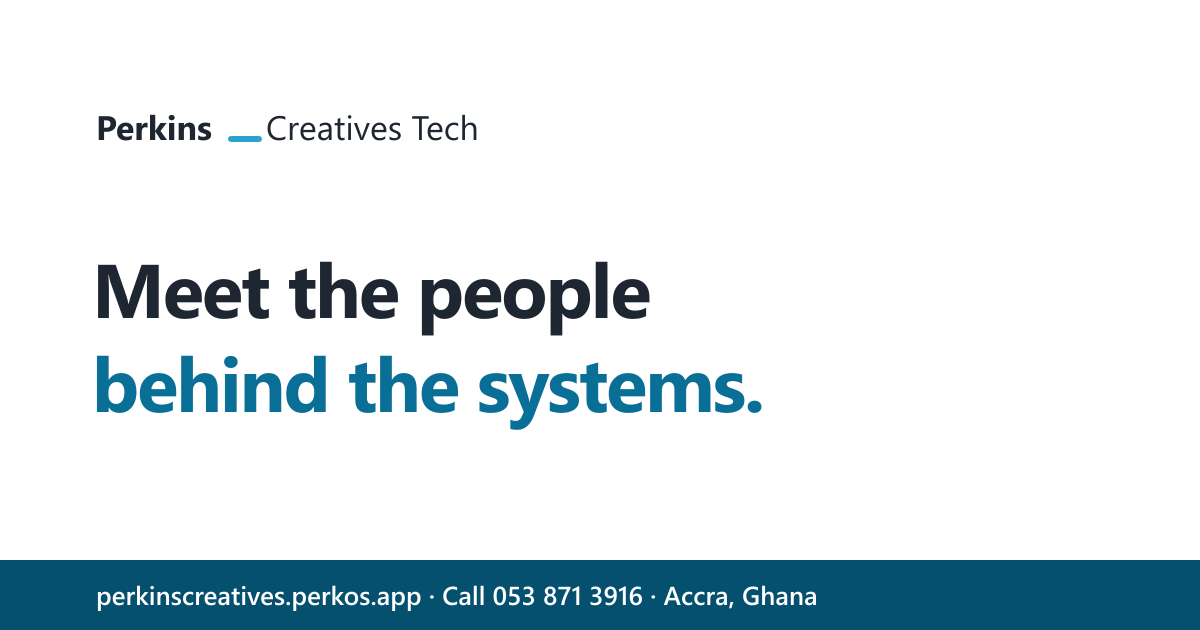 Perkins Creatives Tech
Meet the people
behind the systems.
perkinscreatives.perkos.app · Call 053 871 3916 · Accra, Ghana